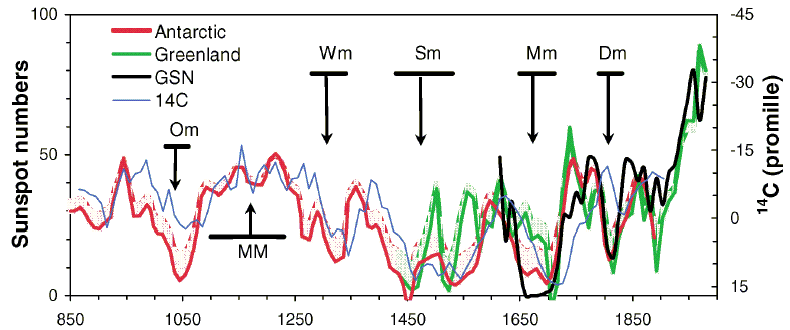 100
50
0
Sunspot numbers
Antarctic
Greenland
GSN
14C
Om
MM
Wm
Sm
Mm
Dm
-45
-30
-15
0
15
14C (promille)
850 1050 1250 1450 1650 1850